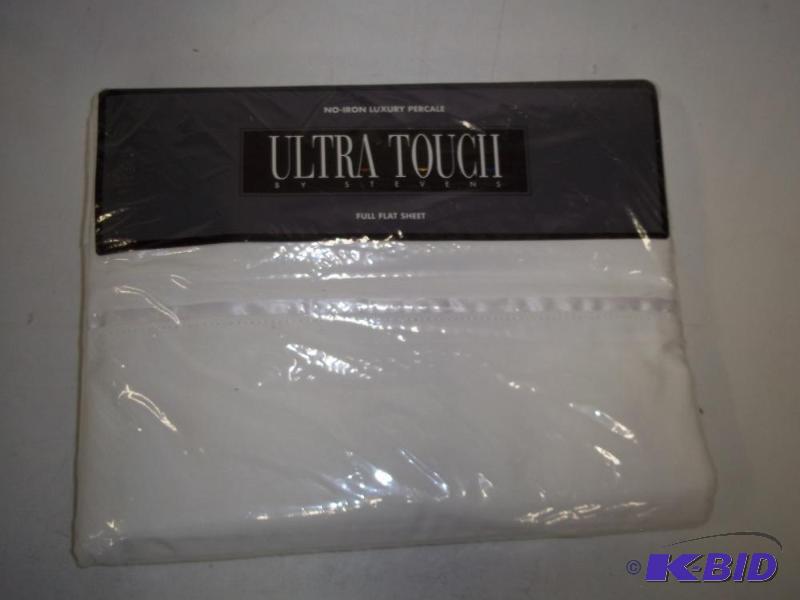 NO-IRON LUXURY PERCALE
ULTRA TOUCH
BY STEVENS
FULL FLAT SHEET
© K-BID